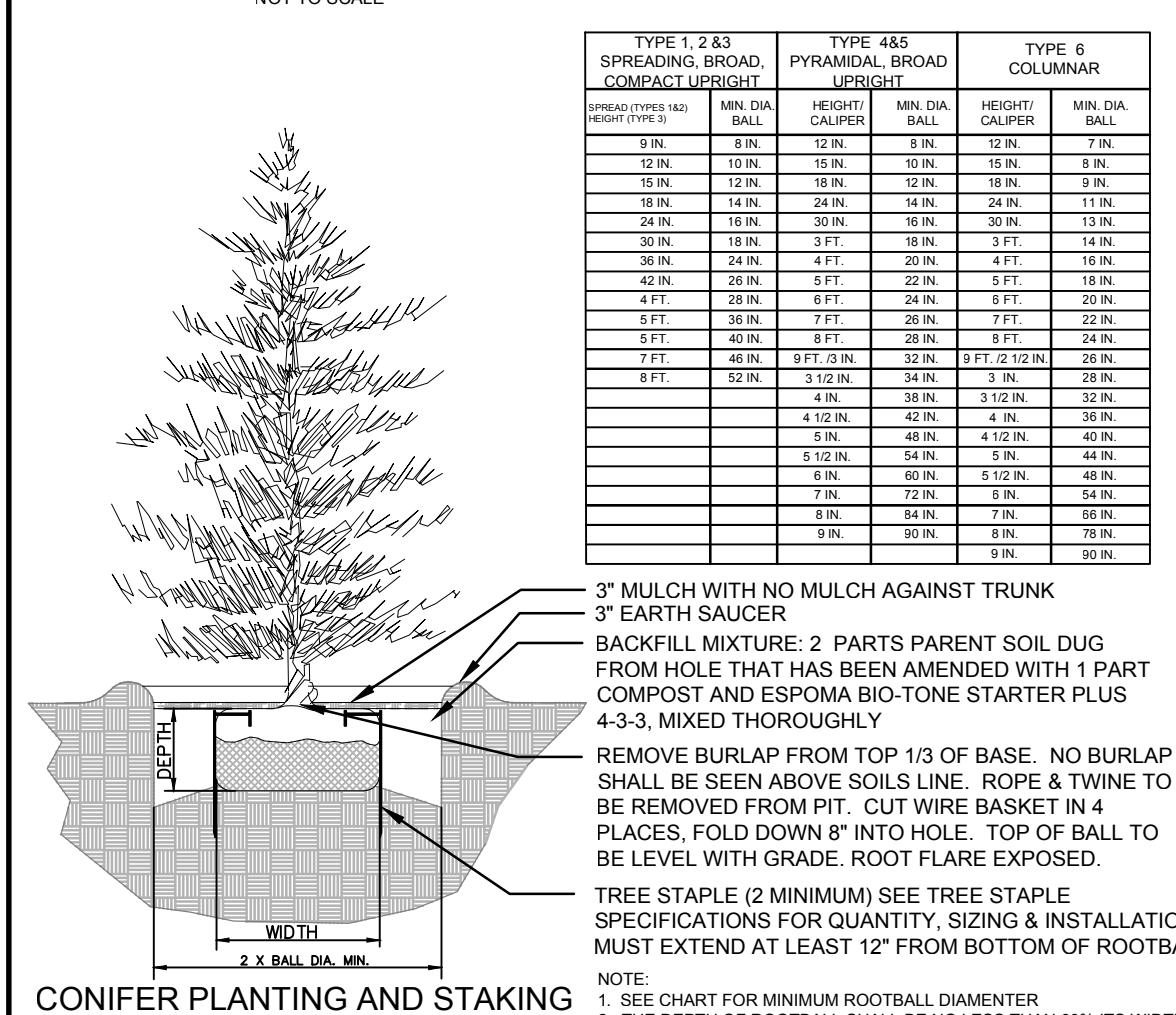 NOT TO SCALE
TYPE 1, 2 &3 SPREADING, BROAD, COMPACT UPRIGHT TYPE 4&5 PYRAMIDAL, BROAD UPRIGHT TYPE 6 COLUMNAR
SPREAD (TYPES 1&2) HEIGHT (TYPE 3) MIN. DIA. BALL HEIGHT/ CALIPER MIN. DIA. BALL HEIGHT/ CALIPER MIN. DIA. BALL
9 IN. 8 IN. 12 IN. 8 IN. 12 IN. 7 IN.
12 IN. 10 IN. 15 IN. 10 IN. 15 IN. 8 IN.
15 IN. 12 IN. 18 IN. 12 IN. 18 IN. 9 IN.
18 IN. 14 IN. 24 IN. 14 IN. 24 IN. 11 IN.
24 IN. 16 IN. 30 IN. 16 IN. 30 IN. 13 IN.
30 IN. 18 IN. 3 FT. 18 IN. 3 FT. 14 IN.
36 IN. 24 IN. 4 FT. 20 IN. 4 FT. 16 IN.
42 IN. 26 IN. 5 FT. 22 IN. 5 FT. 18 IN.
4 FT. 28 IN. 6 FT. 24 IN. 6 FT. 20 IN.
5 FT. 36 IN. 7 FT. 26 IN. 7 FT. 22 IN.
5 FT. 40 IN. 8 FT. 28 IN. 8 FT. 24 IN.
7 FT. 46 IN. 9 FT. /3 IN. 32 IN. 9 FT. /2 1/2 IN. 26 IN.
8 FT. 52 IN. 3 1/2 IN. 34 IN. 3 IN. 28 IN.
4 IN. 38 IN. 3 1/2 IN. 32 IN.
4 1/2 IN. 42 IN. 4 IN. 36 IN.
5 IN. 48 IN. 4 1/2 IN. 40 IN.
5 1/2 IN. 54 IN. 5 IN. 44 IN.
6 IN. 60 IN. 5 1/2 IN. 48 IN.
7 IN. 72 IN. 6 IN. 54 IN.
8 IN. 84 IN. 7 IN. 66 IN.
9 IN. 90 IN. 8 IN. 78 IN.
9 IN. 90 IN.
3" MULCH WITH NO MULCH AGAINST TRUNK
3" EARTH SAUCER
BACKFILL MIXTURE: 2 PARTS PARENT SOIL DUG
FROM HOLE THAT HAS BEEN AMENDED WITH 1 PART
COMPOST AND ESPOMA BIO-TONE STARTER PLUS
4-3-3, MIXED THOROUGHLY
REMOVE BURLAP FROM TOP 1/3 OF BASE. NO BURLAP
SHALL BE SEEN ABOVE SOILS LINE. ROPE & TWINE TO
BE REMOVED FROM PIT. CUT WIRE BASKET IN 4
PLACES, FOLD DOWN 8" INTO HOLE. TOP OF BALL TO
BE LEVEL WITH GRADE. ROOT FLARE EXPOSED.
TREE STAPLE (2 MINIMUM) SEE TREE STAPLE
SPECIFICATIONS FOR QUANTITY, SIZING &
MUST EXTEND AT LEAST 12" FROM BOTTOM OF
DEPTH
WIDTH
2 X BALL DIA. MIN.
CONIFER PLANTING AND STAKING
NOTE:
1. SEE CHART FOR MINIMUM ROOTBALL DIAMENTER